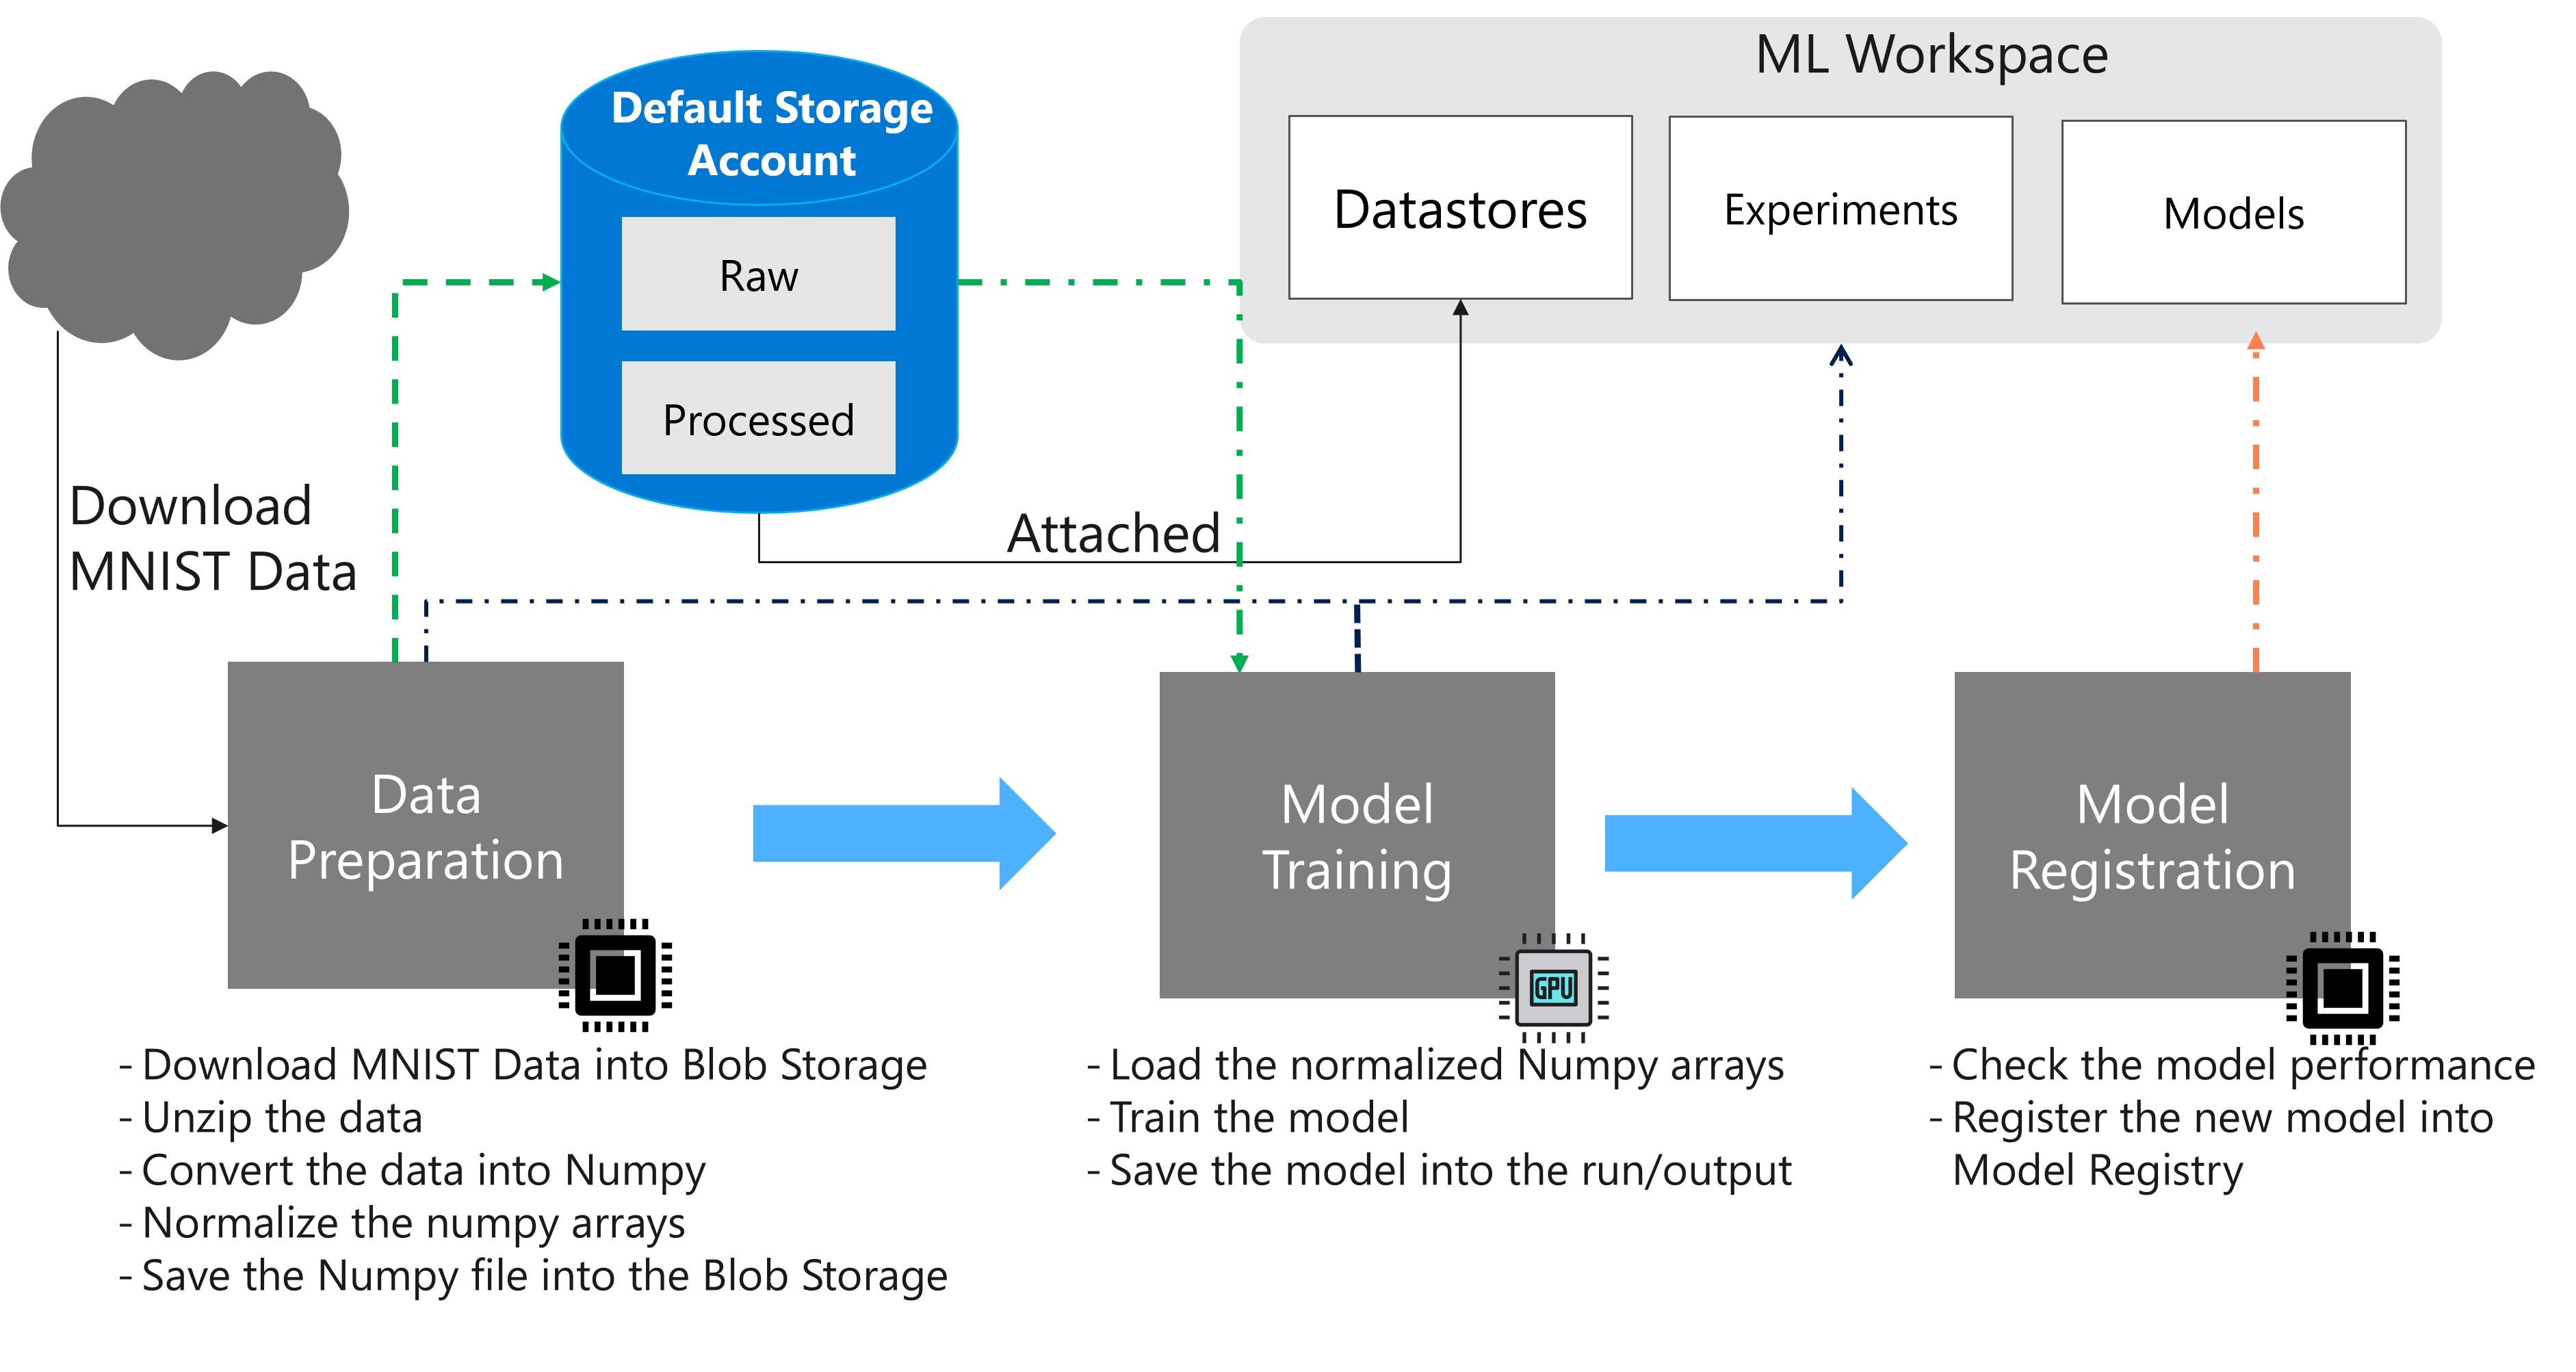 ML Workspace
Default Storage
Account
Datastores
Experiments
Models
Raw
Processed
Download
MNIST Data
Attached
Data
Preparation
Model
Training
Model
Registration
GPU
- Download MNIST Data into Blob Storage
- Unzip the data
- Convert the data into Numpy
- Normalize the numpy arrays
- Save the Numpy file into the Blob Storage
- Load the normalized Numpy arrays
- Train the model
- Save the model into the run/output
- Check the model performance
- Register the new model into
Model Registry